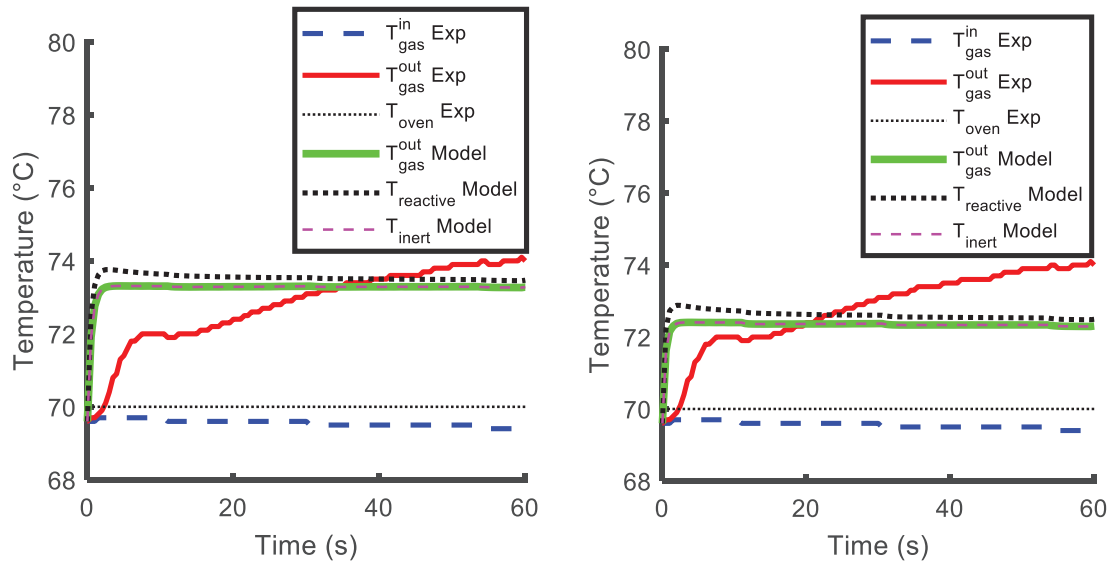 80
78
76
74
72
70
68
0
20
40
60
Temperature (°C)
Time (s)
T_gas^in Exp
T_gas^out Exp
T_oven Exp
T_gas^out Model
T_reactive Model
T_inert Model
80
78
76
74
72
70
68
0
20
40
60
Temperature (°C)
Time (s)
T_gas^in Exp
T_gas^out Exp
T_oven Exp
T_gas^out Model
T_reactive Model
T_inert Model